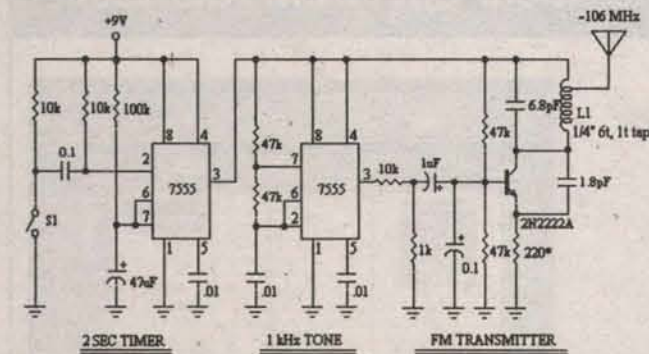 ~106 MHz
+9V
10k
10k
100k
0.1
S1
47uF
8
4
2
6
7
7555
3
1
5
.01
47k
47k
.01
8
4
7
6
2
7555
3
1
5
.01
10k
1uF
1k
0.1
47k
47k
6.8pF
L1
1/4" 6t, 1t tap
1.8pF
2N2222A
220*
2 SEC TIMER
1 kHz TONE
FM TRANSMITTER